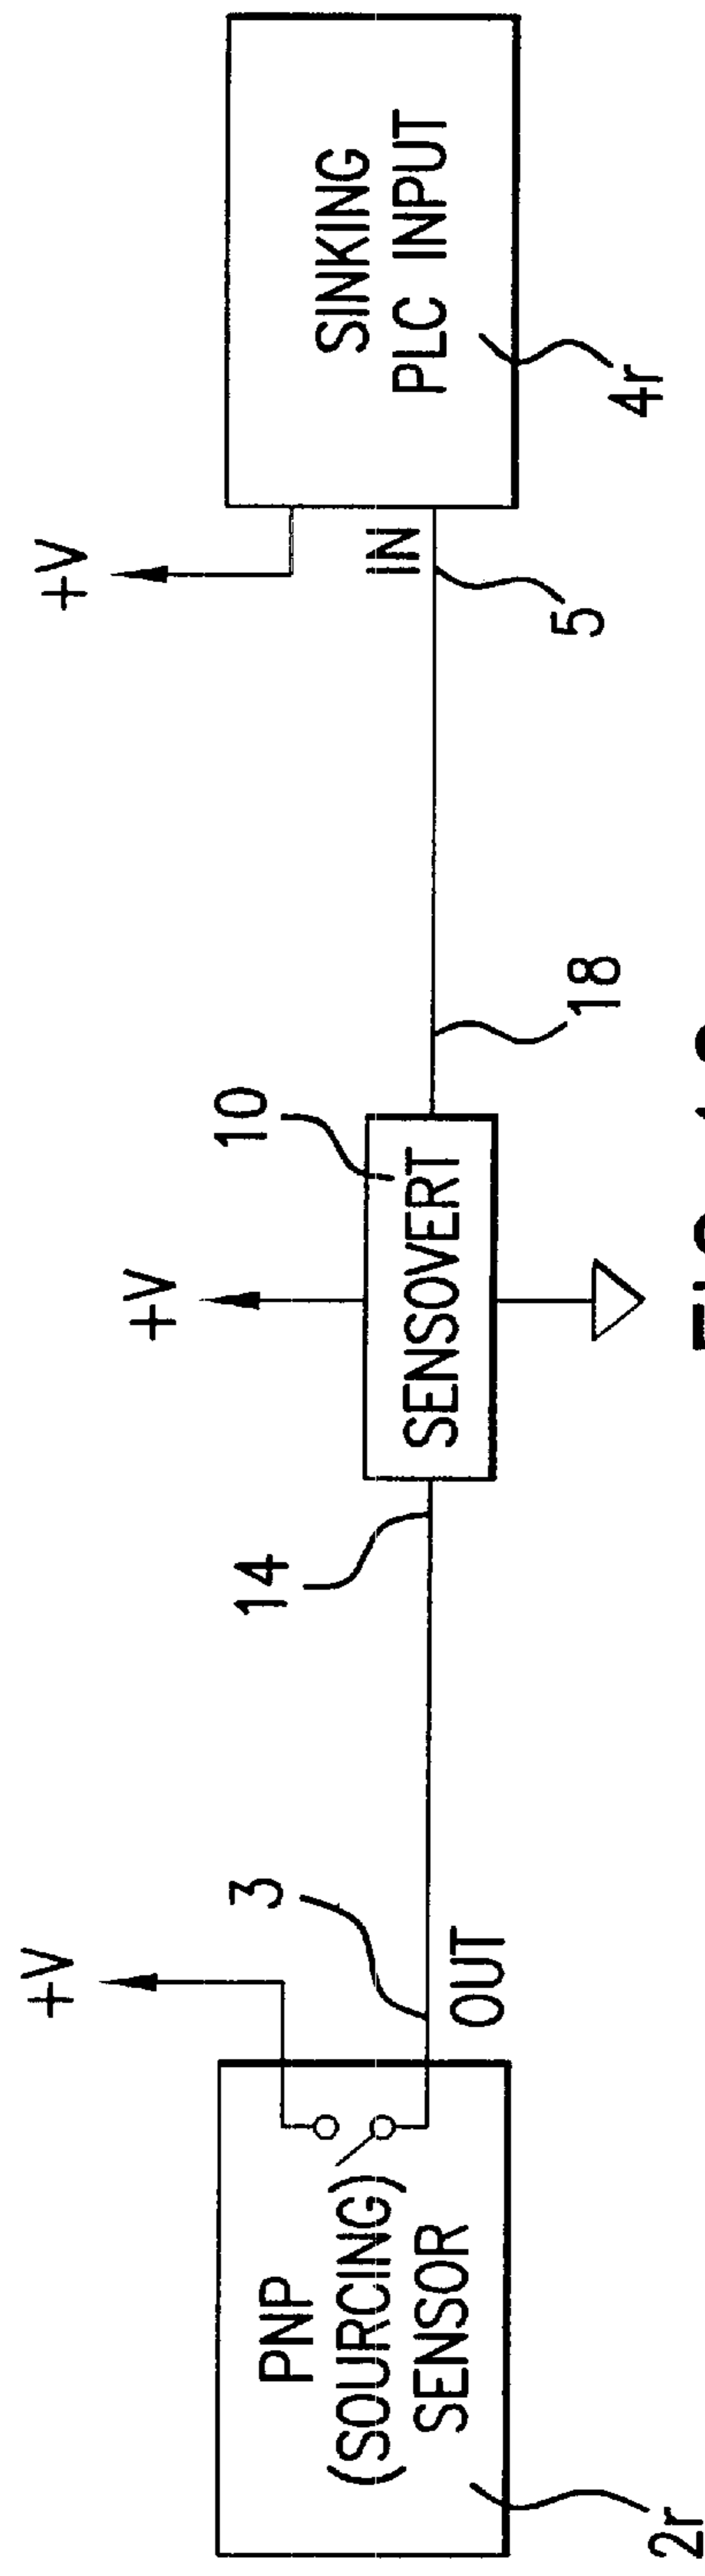 +V
PNP
(SOURCING)
SENSOR
2r
3
OUT
14
+V
10
SENSOVERT
18
+V
IN
5
SINKING
PLC INPUT
4r